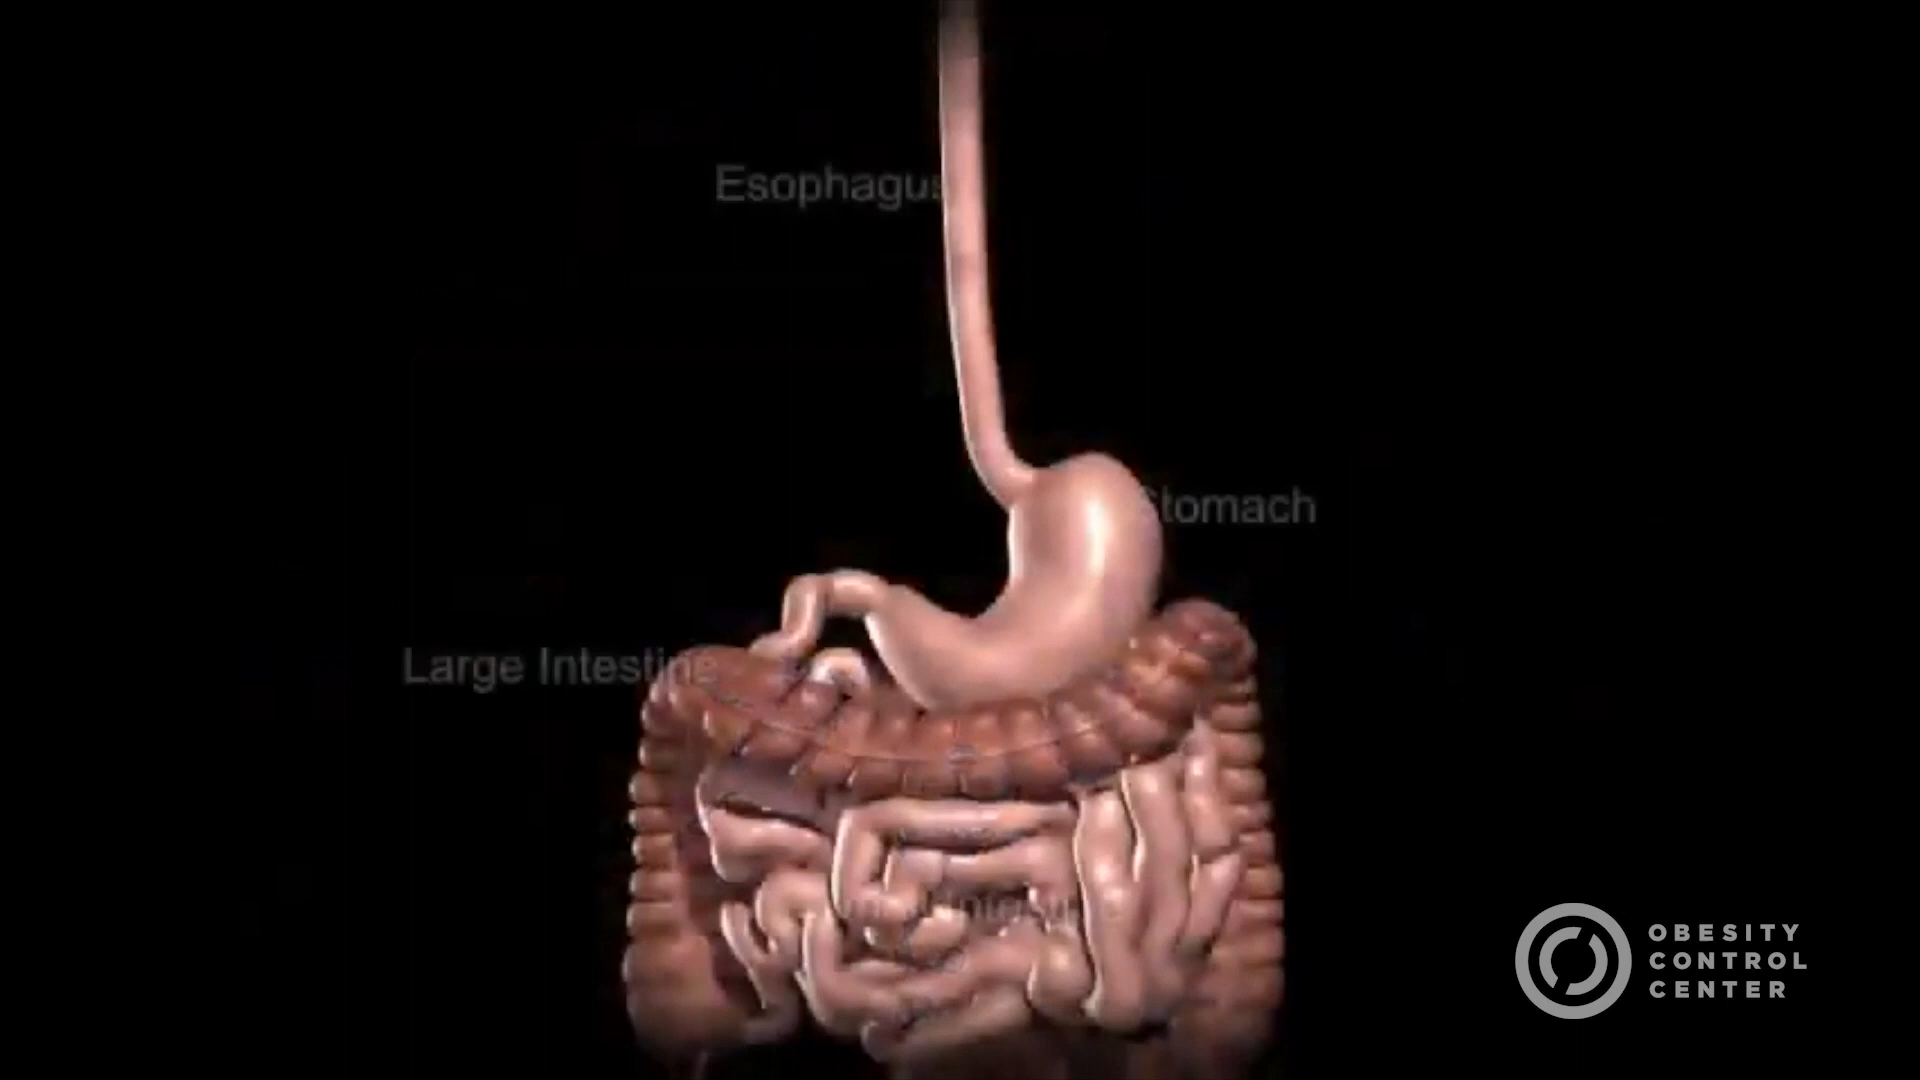 Esophagus
Stomach
Large Intestine
OBESITY
CONTROL
CENTER